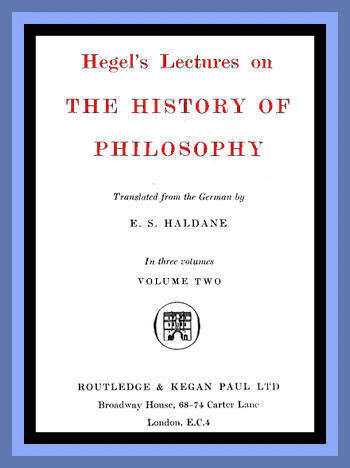 Hegel's Lectures on
THE HISTORY OF
PHILOSOPHY
Translated from the German by
E. S. HALDANE
In three volumes
VOLUME TWO
ROUTLEDGE & KEGAN PAUL LTD
Broadway House, 68–74 Carter Lane
London, E.C.4